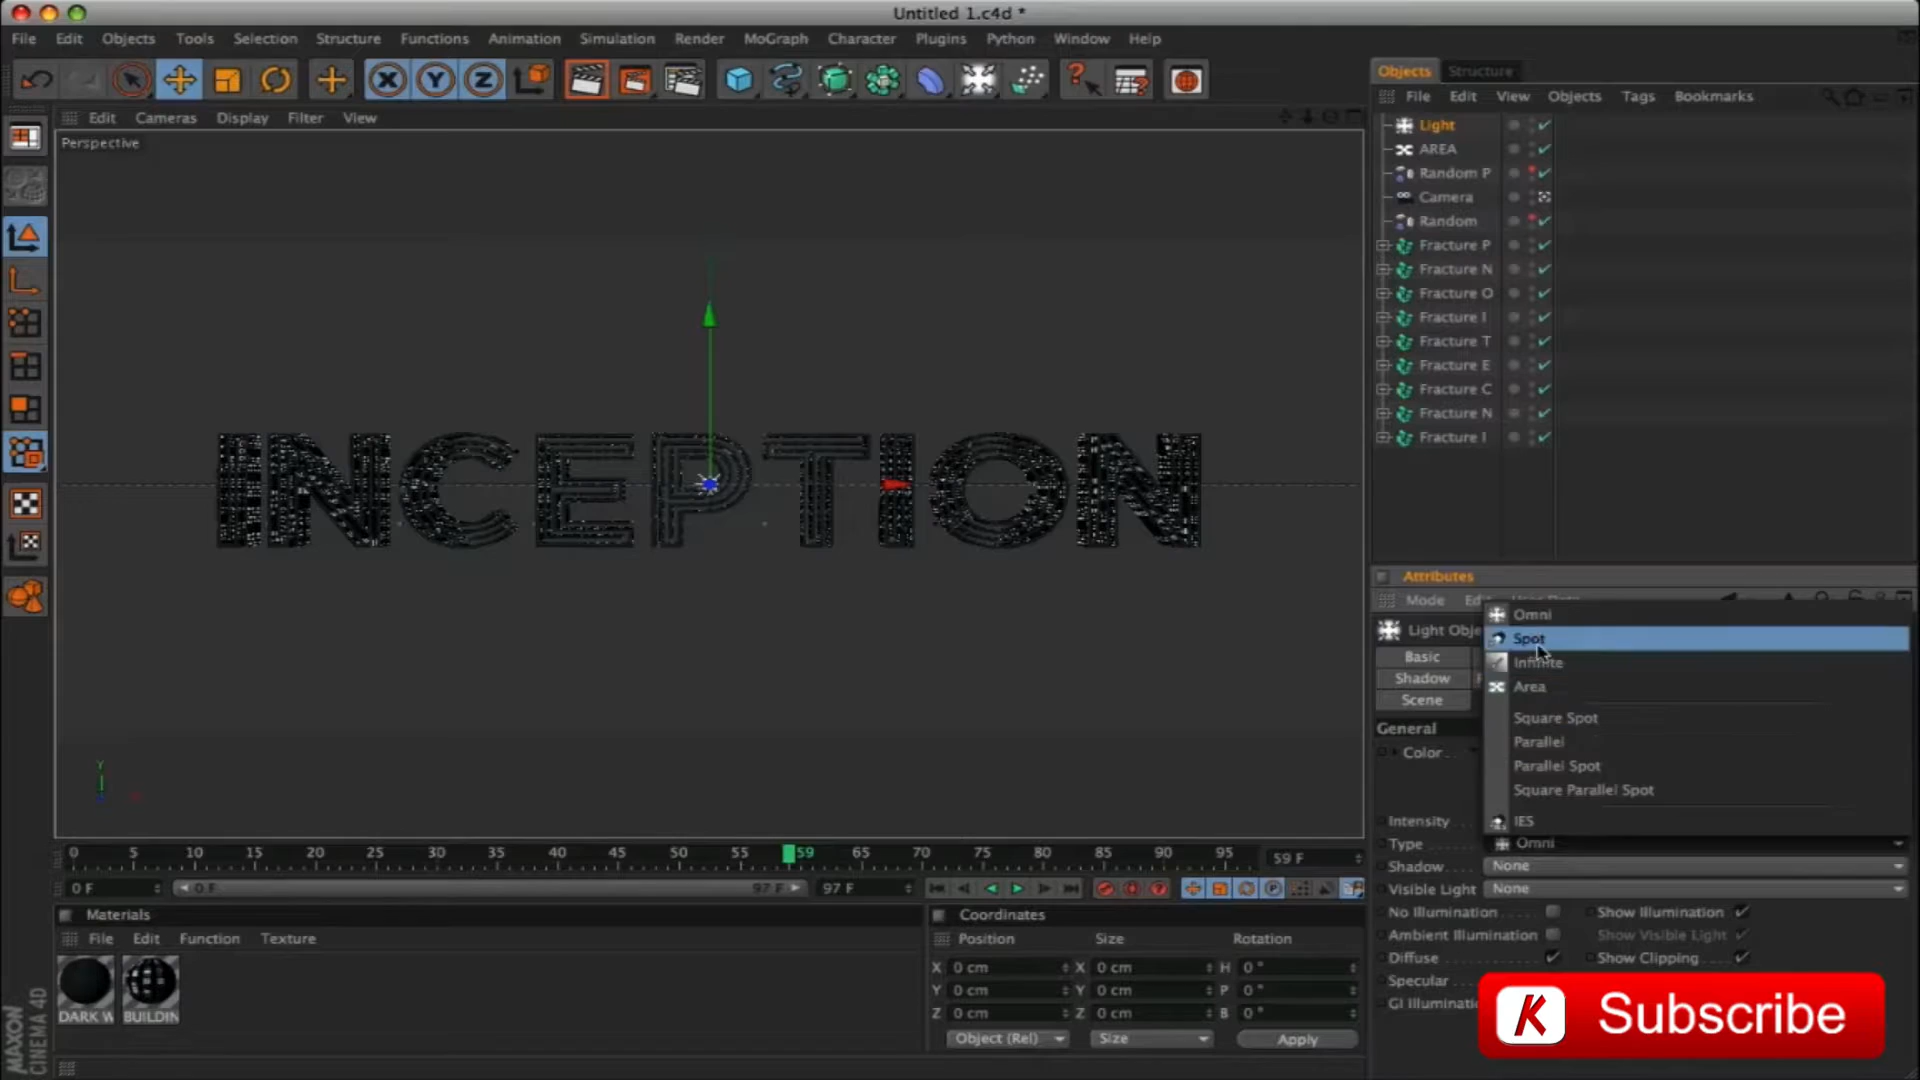 Untitled 1.c4d *
File Edit Objects Tools Selection Structure Functions Animation Simulation Render MoGraph Character Plugins Python Window Help
X Y Z
Objects Structure
File Edit View Objects Tags Bookmarks
Edit Cameras Display Filter View
Perspective
Light
AREA
Random P
Camera
Random
Fracture P
Fracture N
Fracture O
Fracture I
Fracture T
Fracture E
Fracture C
Fracture N
Fracture I
INCEPTION
Y
Attributes
Mode
Light Obje
Basic
Shadow
Scene
General
Color
Omni
Spot
Infinite
Area
Square Spot
Parallel
Parallel Spot
Square Parallel Spot
IES
Intensity
Type Omni
Shadow None
Visible Light None
No Illumination Show Illumination
Ambient Illumination Show Visible Light
Diffuse Show Clipping
Specular
GI Illuminati
0 5 10 15 20 25 30 35 40 45 50 55 59 65 70 75 80 85 90 95 59 F
0 F 0 F 97 F 97 F
Materials
File Edit Function Texture
DARK W BUILDIN
Coordinates
Position Size Rotation
X 0 cm X 0 cm H 0 °
Y 0 cm Y 0 cm P 0 °
Z 0 cm Z 0 cm B 0 °
Object (Rel) Size Apply
MAXON
CINEMA 4D
K Subscribe